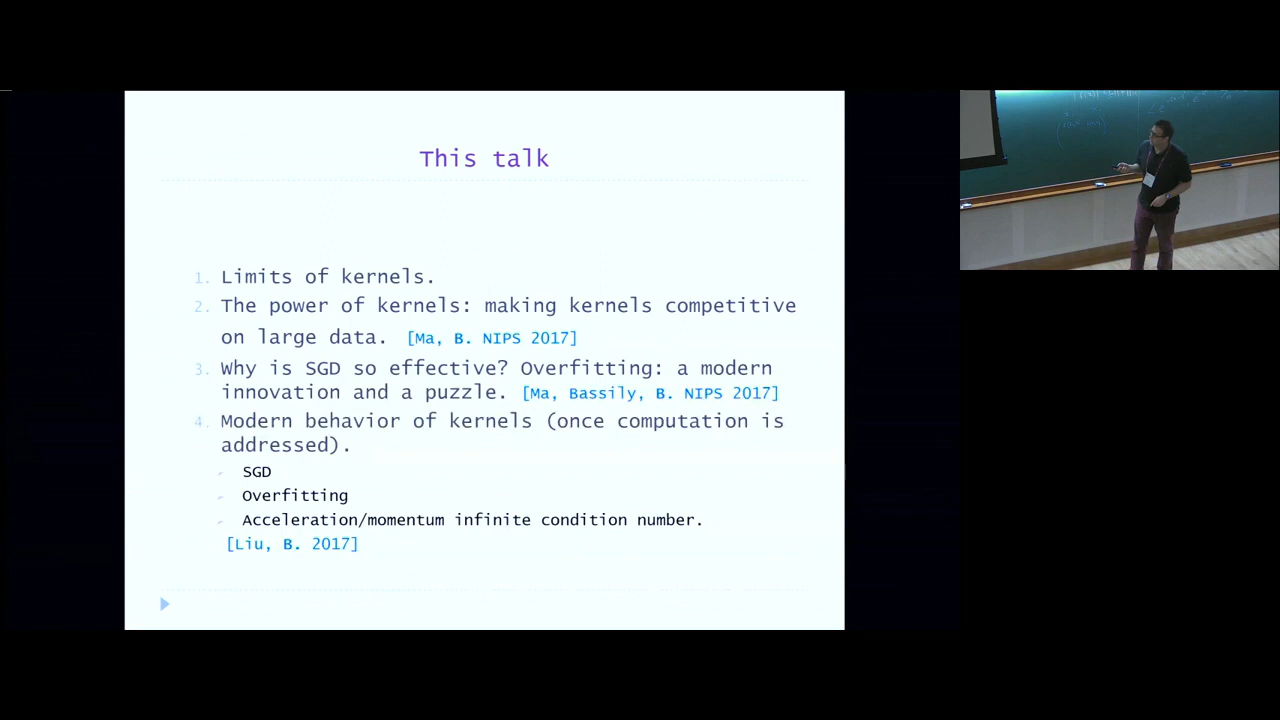 This talk
1. Limits of kernels.
2. The power of kernels: making kernels competitive
on large data. [Ma, B. NIPS 2017]
3. Why is SGD so effective? Overfitting: a modern
innovation and a puzzle. [Ma, Bassily, B. NIPS 2017]
4. Modern behavior of kernels (once computation is
addressed).
SGD
Overfitting
Acceleration/momentum infinite condition number.
[Liu, B. 2017]